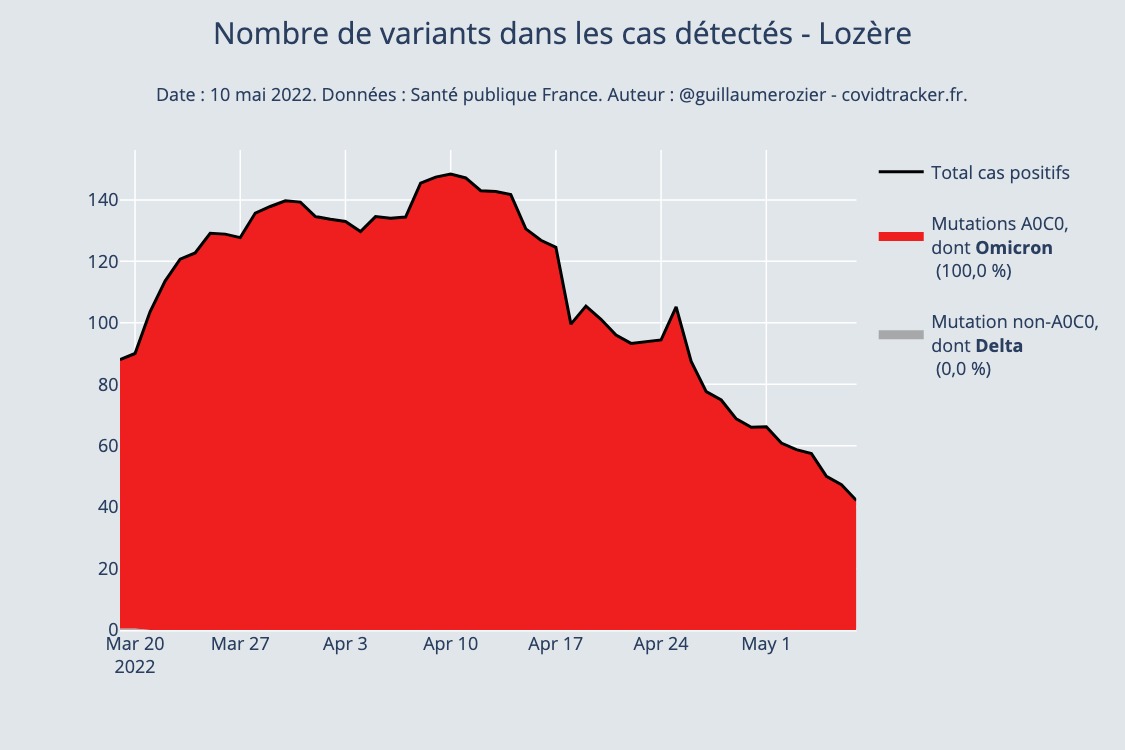 Nombre de variants dans les cas détectés - Lozère
Date : 10 mai 2022. Données : Santé publique France. Auteur : @guillaumerozier - covidtracker.fr.
140
120
100
80
60
40
20
0
Mar 20
2022
Mar 27
Apr 3
Apr 10
Apr 17
Apr 24
May 1
Total cas positifs
Mutations A0C0,
dont Omicron
(100,0 %)
Mutation non-A0C0,
dont Delta
(0,0 %)